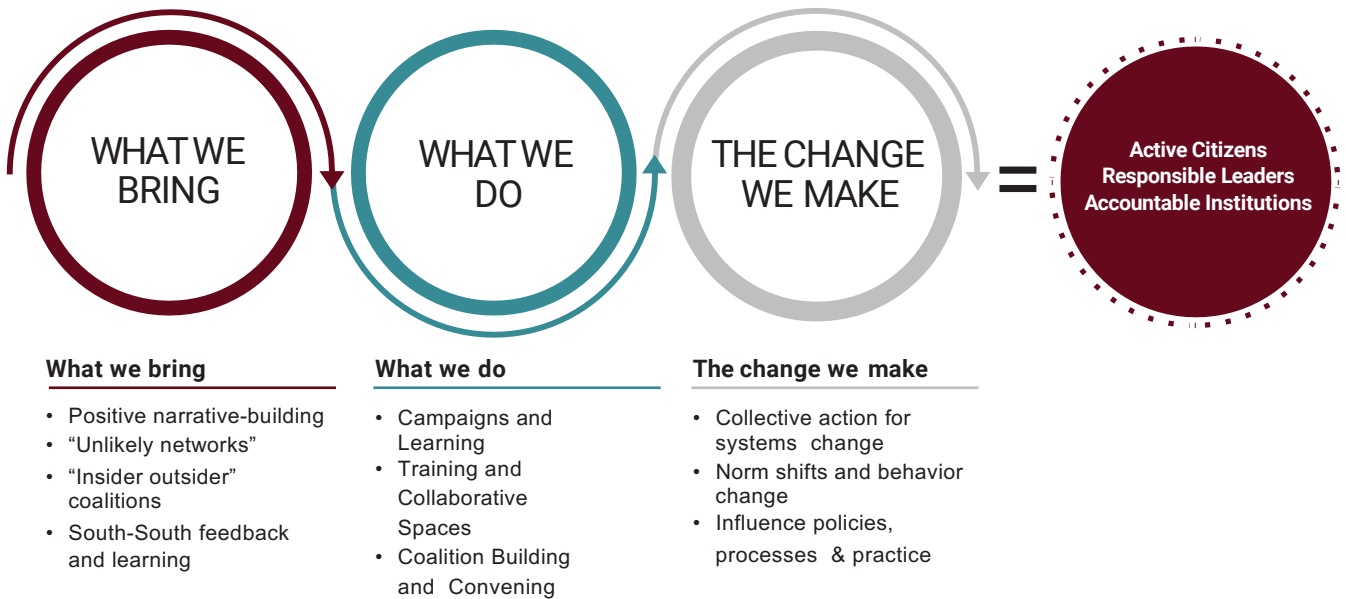 WHAT WE
BRING
WHAT WE
DO
THE CHANGE
WE MAKE
=
Active Citizens
Responsible Leaders
Accountable Institutions
What we bring
• Positive narrative-building
• “Unlikely networks”
• “Insider outsider”
coalitions
• South-South feedback
and learning
What we do
• Campaigns and
Learning
• Training and
Collaborative
Spaces
• Coalition Building
and Convening
The change we make
• Collective action for
systems change
• Norm shifts and behavior
change
• Influence policies,
processes & practice